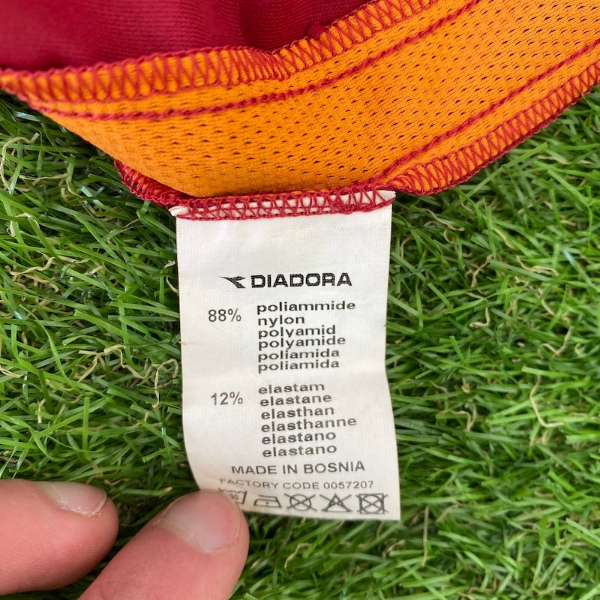 DIADORA
88% poliammide
nylon
polyamid
polyamide
poliamida
poliamida
12% elastam
elastane
elasthan
elasthanne
elastano
elastano
MADE IN BOSNIA
FACTORY CODE 0057207